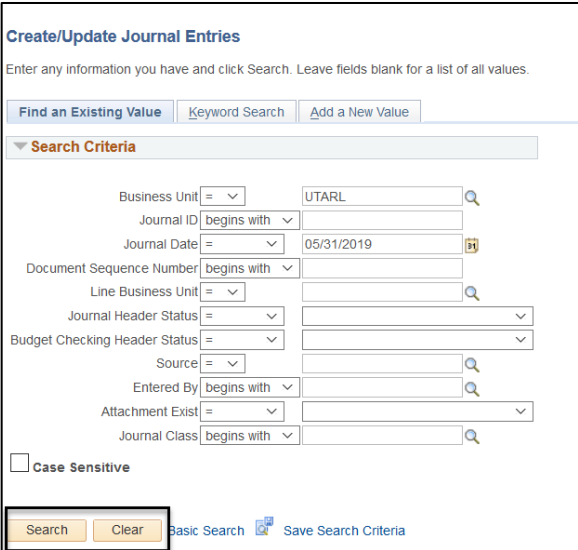 Create/Update Journal Entries
Enter any information you have and click Search. Leave fields blank for a list of all values.
Find an Existing Value Keyword Search Add a New Value
Search Criteria
Business Unit = UTARL
Journal ID begins with
Journal Date = 05/31/2019
Document Sequence Number begins with
Line Business Unit =
Journal Header Status =
Budget Checking Header Status =
Source =
Entered By begins with
Attachment Exist =
Journal Class begins with
Case Sensitive
Search Clear Basic Search Save Search Criteria